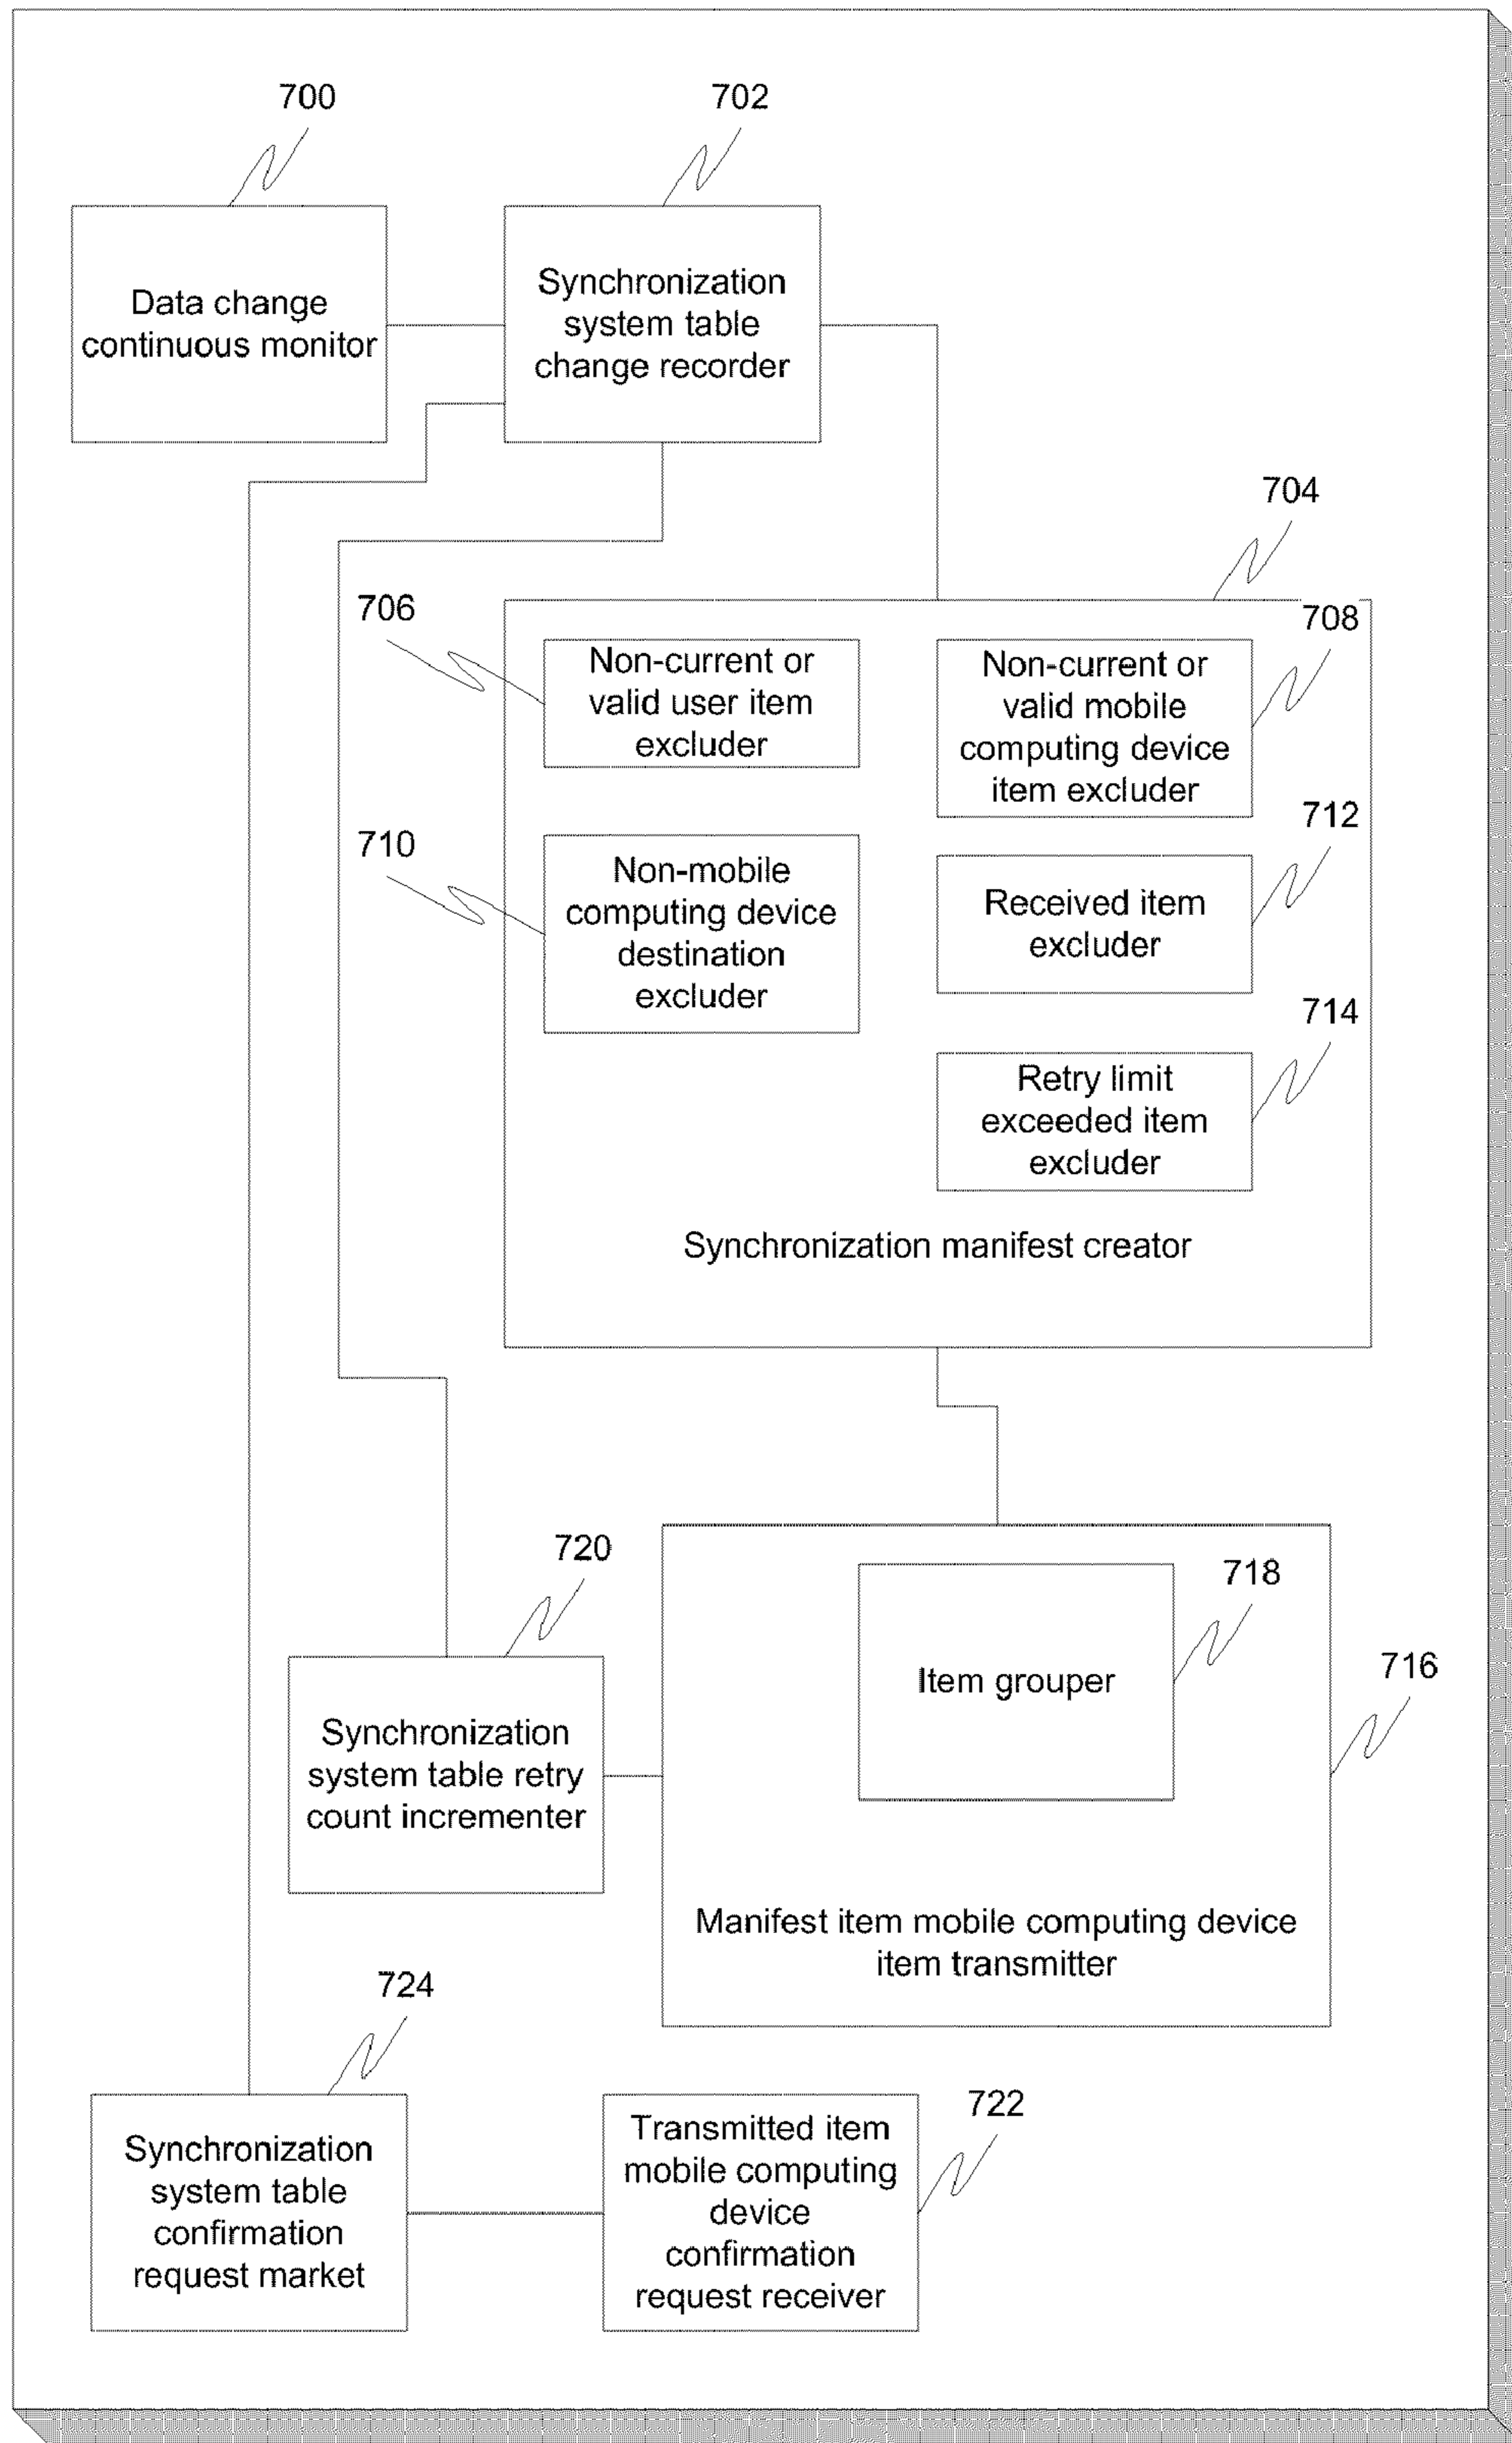 700
702
Data change
continuous monitor
Synchronization
system table
change recorder
704
706
708
Non-current or
valid user item
excluder
Non-current or
valid mobile
computing device
item excluder
710
712
Non-mobile
computing device
destination
excluder
Received item
excluder
714
Retry limit
exceeded item
excluder
Synchronization manifest creator
720
718
716
Item grouper
Synchronization
system table retry
count incrementer
Manifest item mobile computing device
item transmitter
724
722
Synchronization
system table
confirmation
request market
Transmitted item
mobile computing
device
confirmation
request receiver